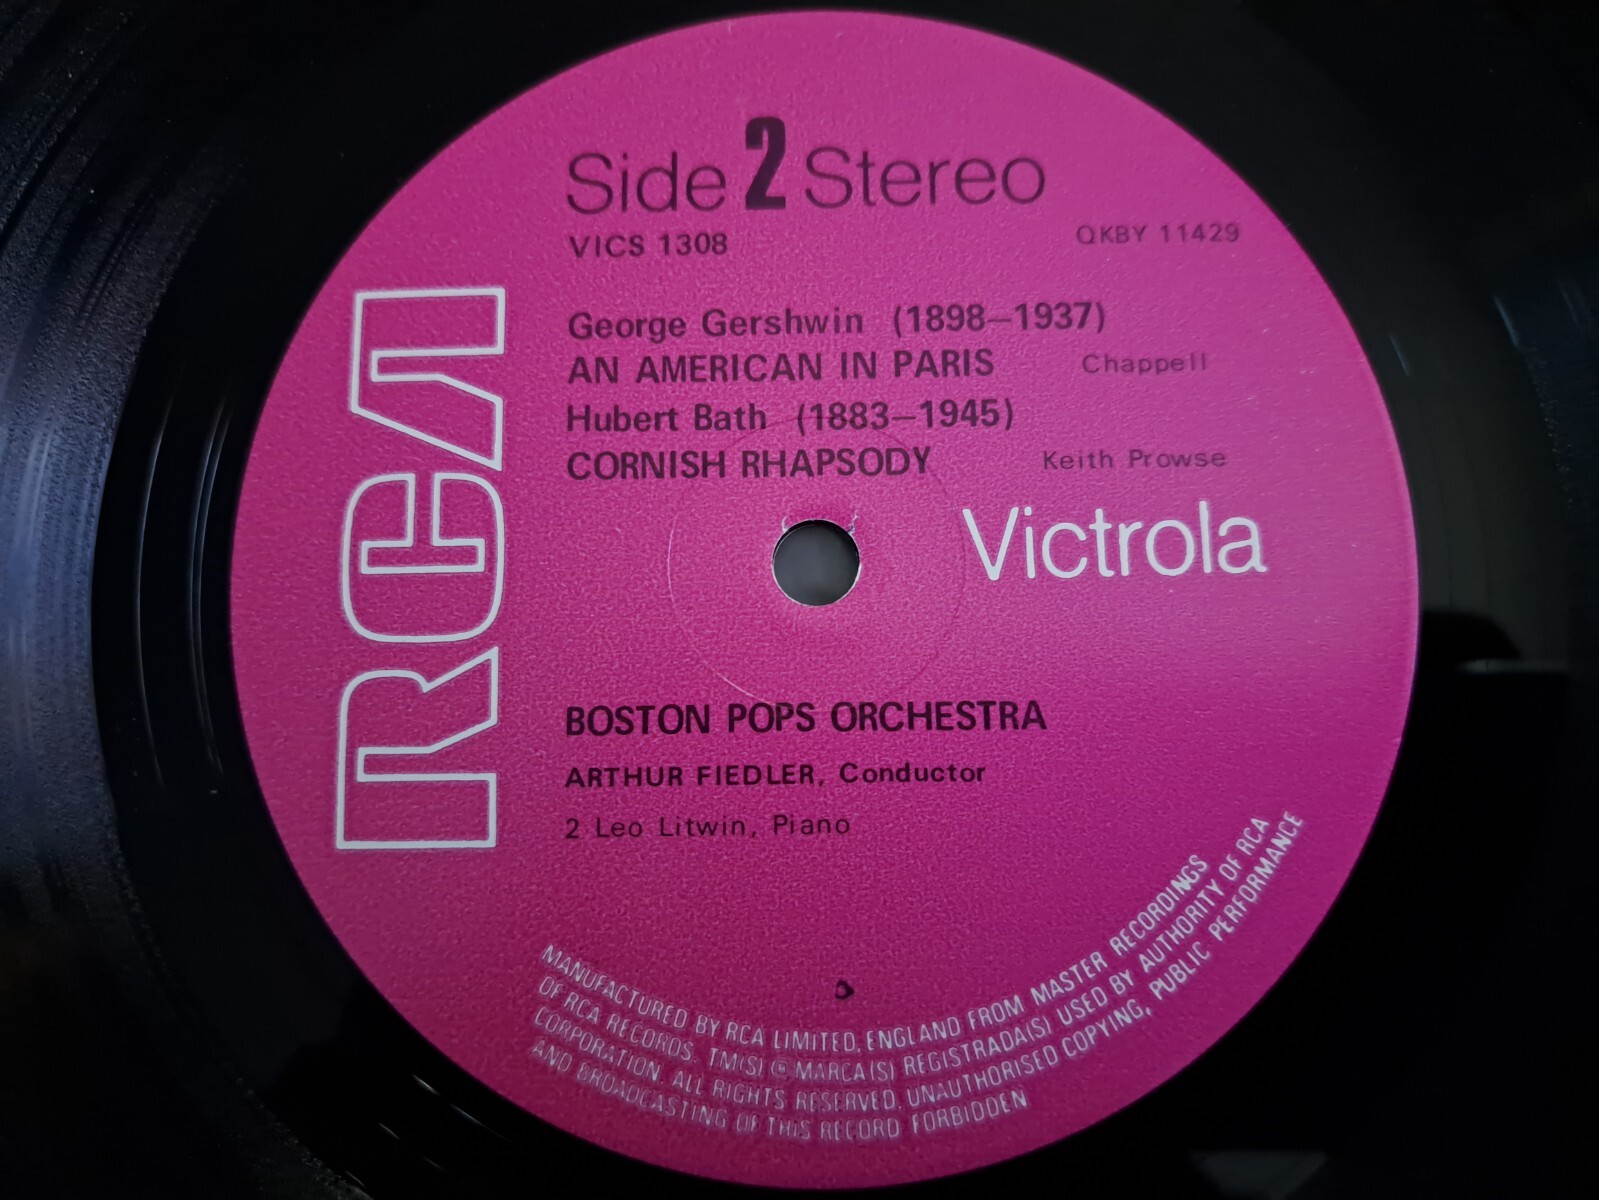 Side 2 Stereo
VICS 1308
QKBY 11429
George Gershwin (1898–1937)
AN AMERICAN IN PARIS Chappell
Hubert Bath (1883–1945)
CORNISH RHAPSODY Keith Prowse
RCA
Victrola
BOSTON POPS ORCHESTRA
ARTHUR FIEDLER, Conductor
2 Leo Litwin, Piano
MANUFACTURED BY RCA LIMITED, ENGLAND FROM MASTER RECORDINGS
OF RCA RECORDS. TM(S) ® MARCA(S) REGISTRADA(S) USED BY AUTHORITY OF RCA
CORPORATION. ALL RIGHTS RESERVED. UNAUTHORISED COPYING, PUBLIC PERFORMANCE
AND BROADCASTING OF THIS RECORD FORBIDDEN